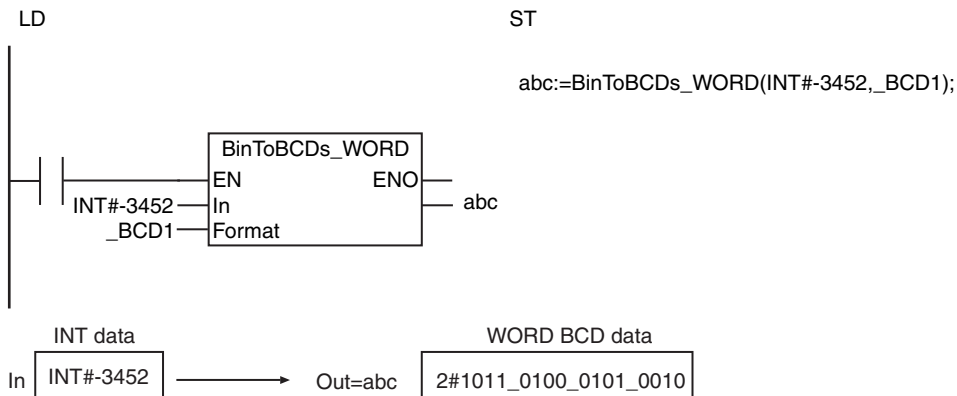 LD
ST
abc:=BinToBCDs_WORD(INT#-3452,_BCD1);
BinToBCDs_WORD
EN ENO
INT#-3452 In abc
_BCD1 Format
INT data
WORD BCD data
In INT#-3452 Out=abc 2#1011_0100_0101_0010